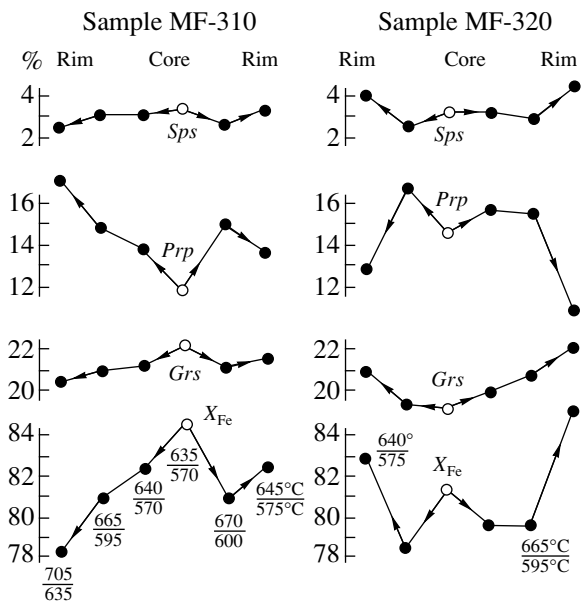 Sample MF-310 Sample MF-320
% Rim Core Rim Rim Core Rim
4 4
Sps Sps
2 2
16 16
Prp Prp
14 14
12 12
22 22
Grs Grs
20 20
84 X_Fe 84
640° / 575
635 / 570 X_Fe
82 640 / 570 645°C / 575°C 82
80 665 / 595 670 / 600 80
665°C / 595°C
78 78
705 / 635